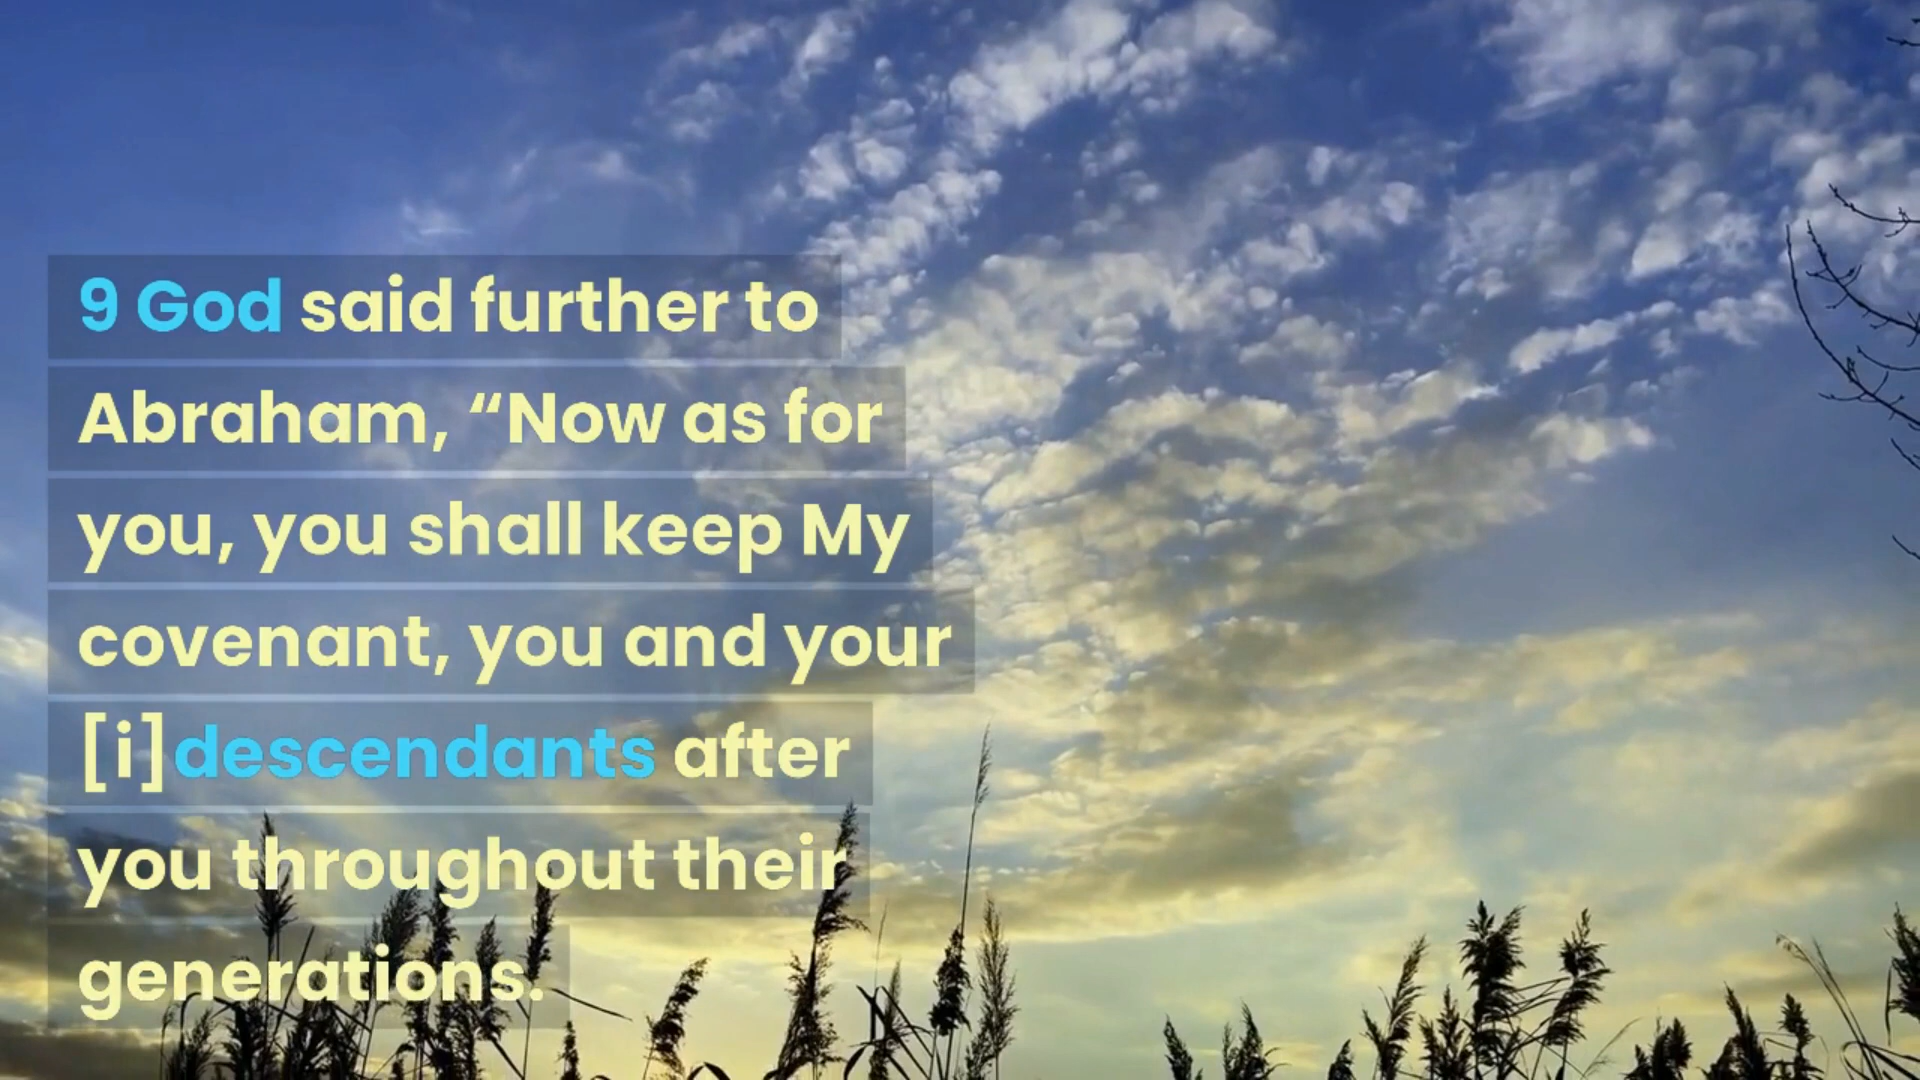 9 God said further to
Abraham, “Now as for
you, you shall keep My
covenant, you and your
[i]descendants after
you throughout their
generations.